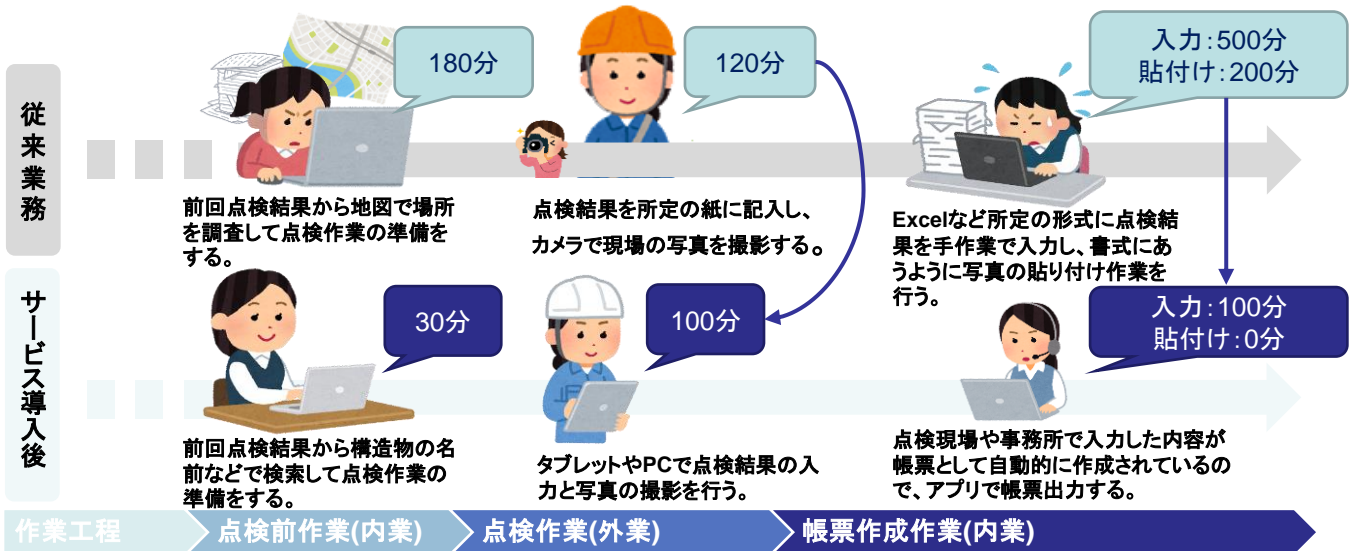 従来業務
180分
120分
入力：500分
貼付け：200分
前回点検結果から地図で場所
を調査して点検作業の準備を
する。
点検結果を所定の紙に記入し、
カメラで現場の写真を撮影する。
Excelなど所定の形式に点検結
果を手作業で入力し、書式にあ
うように写真の貼り付け作業を
行う。
サービス導入後
30分
100分
入力：100分
貼付け：0分
前回点検結果から構造物の名
前などで検索して点検作業の
準備をする。
タブレットやPCで点検結果の入
力と写真の撮影を行う。
点検現場や事務所で入力した内容が
帳票として自動的に作成されているの
で、アプリで帳票出力する。
作業工程
点検前作業(内業)
点検作業(外業)
帳票作成作業(内業)